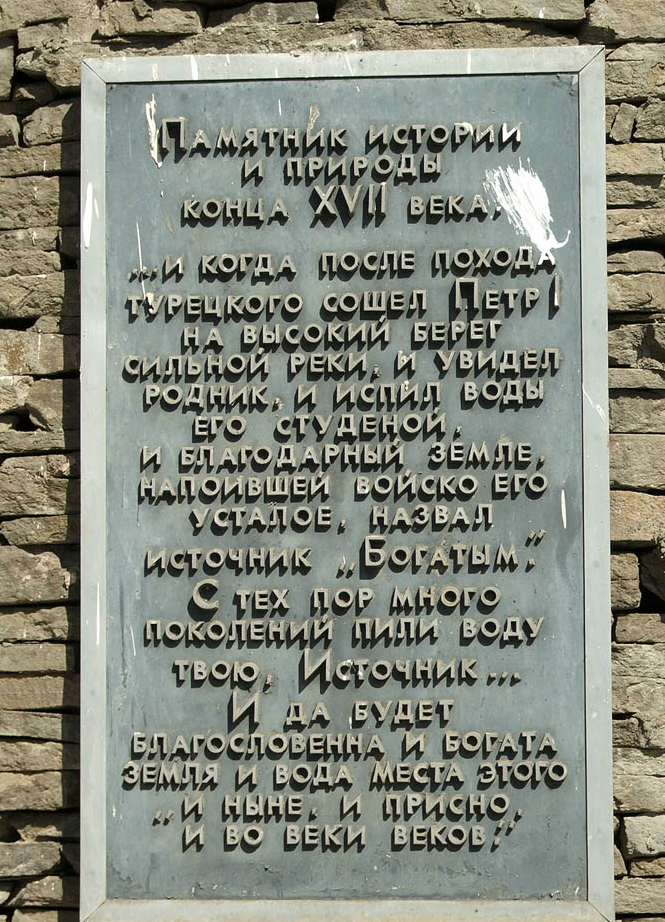 Памятник истории
и природы
конца XVII века.
...и когда после похода
турецкого сошел Петр I
на высокий берег
сильной реки, и увидел
родник, и испил воды
его студеной,
и благодарный земле,
напоившей войско его
усталое, назвал
источник „Богатым."
С тех пор много
поколений пили воду
твою, Источник...
И да будет
благословенна и богата
земля и вода места этого
„и ныне, и присно,
и во веки веков!"